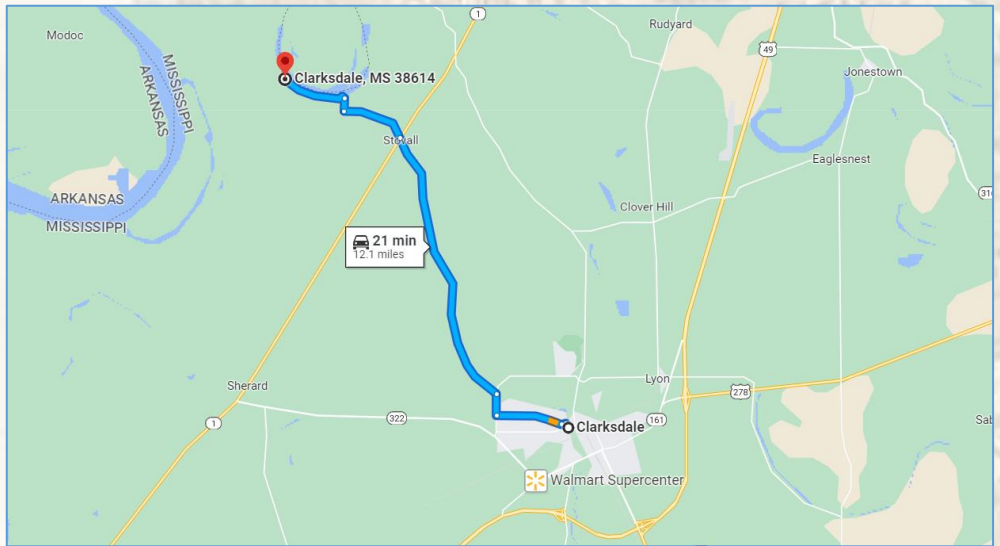 1
Rudyard
Modoc
49
MISSISSIPPI
ARKANSAS
Jonestown
Clarksdale, MS 38614
Stovall
Eaglesnest
ARKANSAS
MISSISSIPPI
Clover Hill
21 min
12.1 miles
Lyon
Sherard
278
322
161
1
Clarksdale
Walmart Supercenter